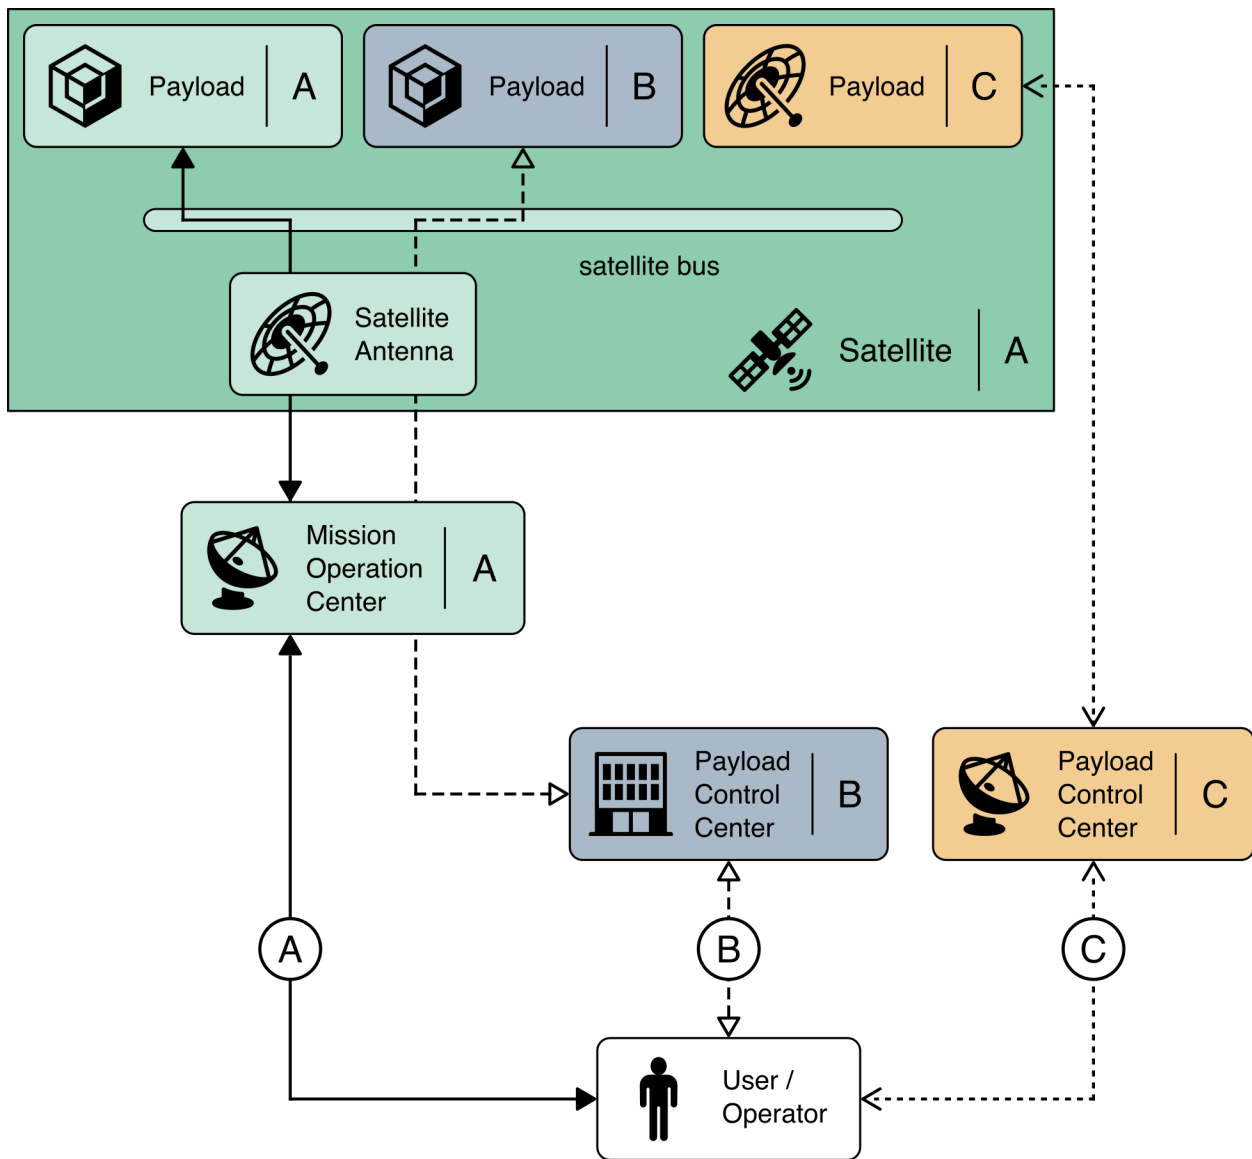 Payload A
Payload B
Payload C
satellite bus
Satellite
Antenna
Satellite A
Mission
Operation
Center
A
Payload
Control
Center
B
Payload
Control
Center
C
A
B
C
User /
Operator